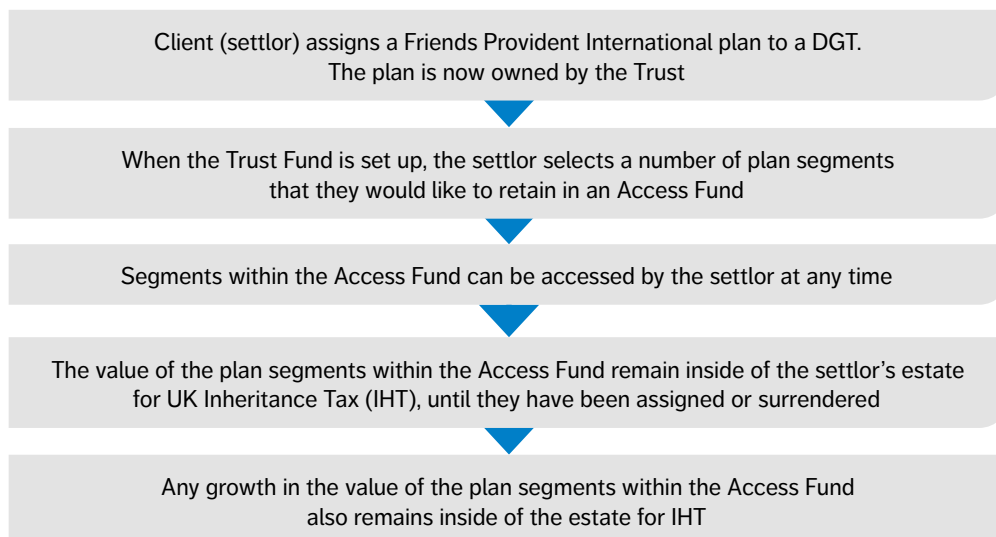 Client (settlor) assigns a Friends Provident International plan to a DGT.
The plan is now owned by the Trust
When the Trust Fund is set up, the settlor selects a number of plan segments
that they would like to retain in an Access Fund
Segments within the Access Fund can be accessed by the settlor at any time
The value of the plan segments within the Access Fund remain inside of the settlor’s estate
for UK Inheritance Tax (IHT), until they have been assigned or surrendered
Any growth in the value of the plan segments within the Access Fund
also remains inside of the estate for IHT